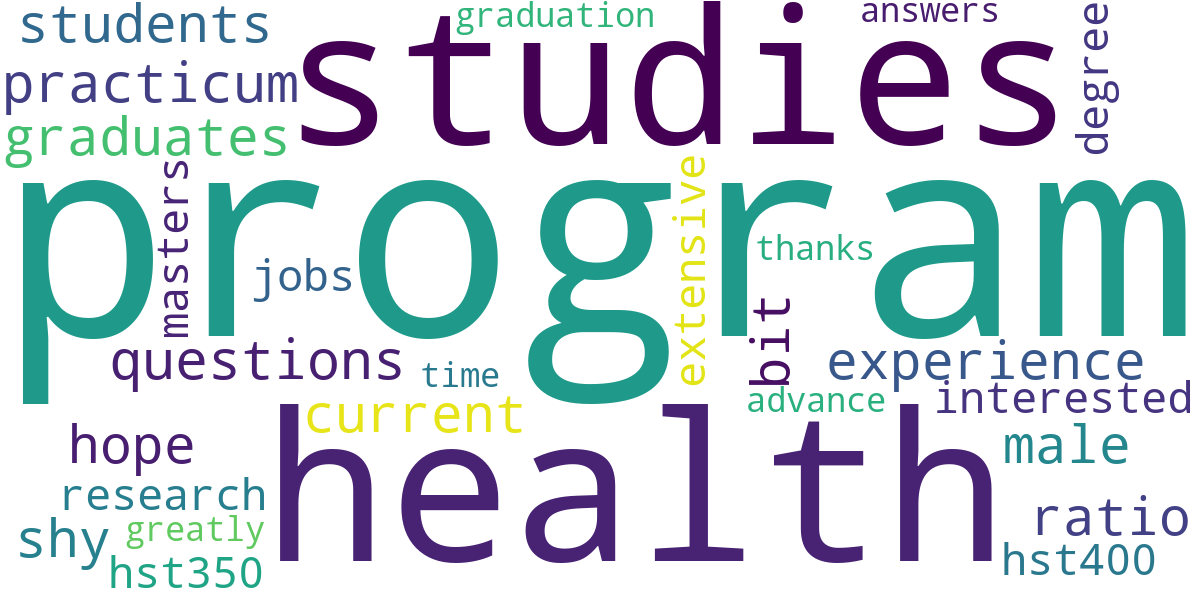 students
graduation
answers
studies
degree
practicum
graduates
program
masters
extensive
thanks
jobs
bit
questions
time
experience
current
advance
interested
health
hope
male
research
shy
greatly
ratio
hst350
hst400